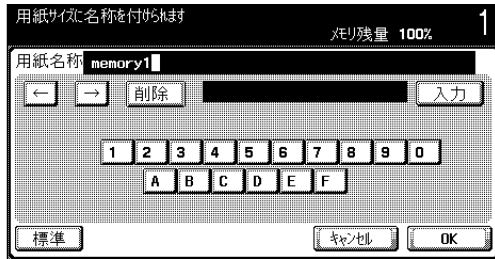 用紙サイズに名称を付けられます
メモリ残量 100% 1
用紙名称 memory1
← → 削除 入力
1 2 3 4 5 6 7 8 9 0
A B C D E F
標準 キャンセル OK